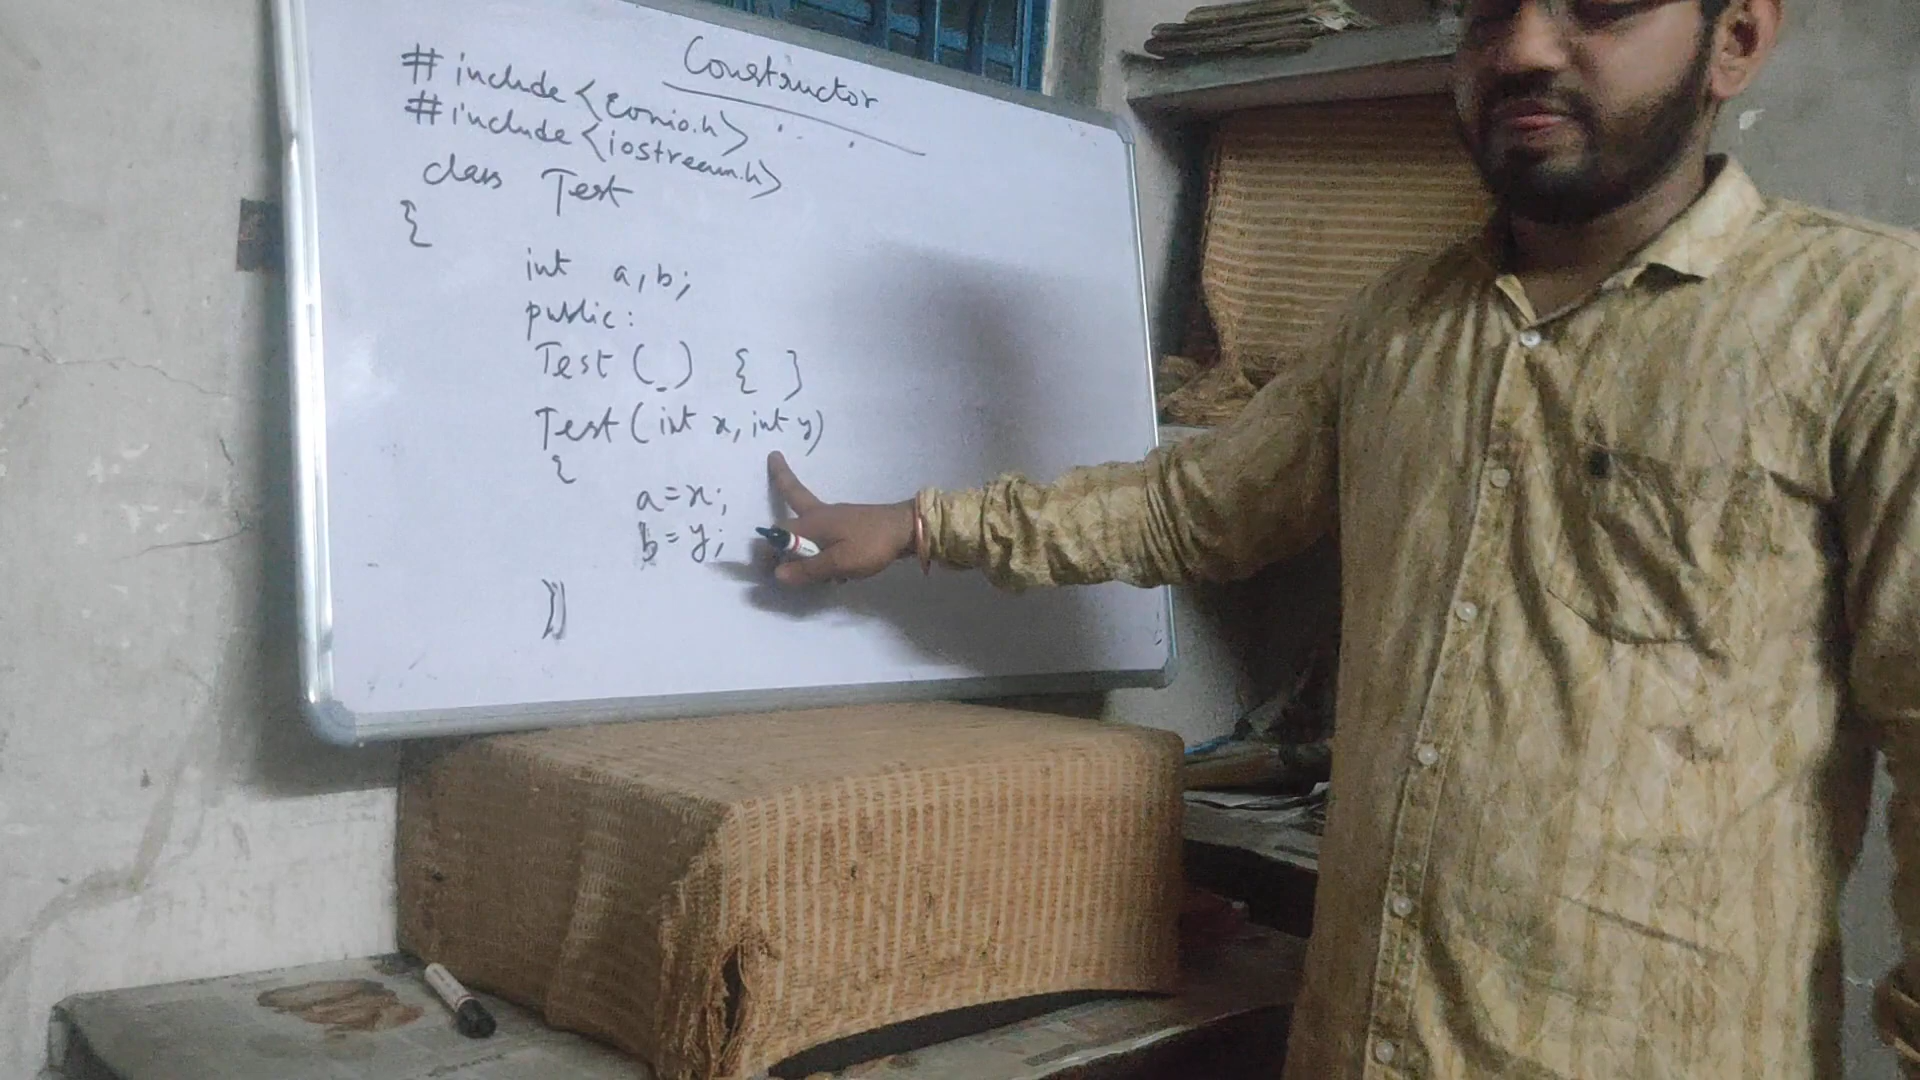 Constructor
# include <conio.h>
#include <iostream.h>
class Test
{
int a,b;
public:
Test(_) { }
Test(int x, int y)
{
a=x;
b=y;
}